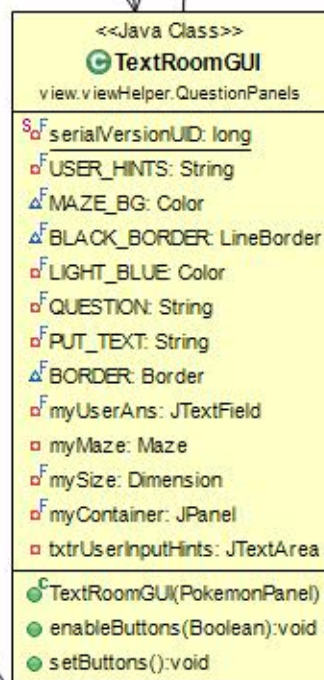 <<Java Class>>
C TextRoomGUI
view.viewHelper.QuestionPanels
S F serialVersionUID: long
F USER_HINTS: String
F MAZE_BG: Color
F BLACK_BORDER: LineBorder
F LIGHT_BLUE: Color
F QUESTION: String
F PUT_TEXT: String
F BORDER: Border
F myUserAns: JTextField
myMaze: Maze
F mySize: Dimension
F myContainer: JPanel
txtrUserInputHints: JTextArea
C TextRoomGUI(PokemonPanel)
enableButtons(Boolean):void
setButtons():void